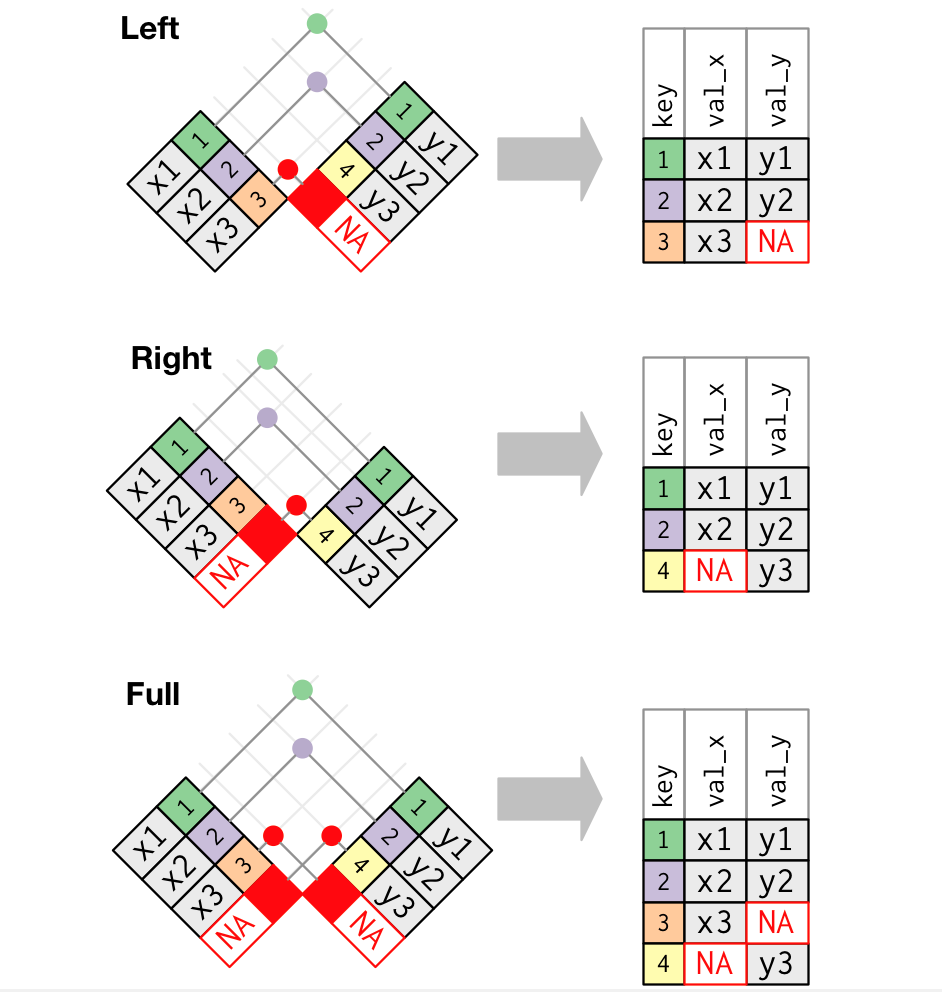 Left
1 2 3
x1 x2 x3
1 2 4
y1 y2 y3 NA
key val_x val_y
1 x1 y1
2 x2 y2
3 x3 NA
Right
1 2 3
x1 x2 x3 NA
1 2 4
y1 y2 y3
key val_x val_y
1 x1 y1
2 x2 y2
4 NA y3
Full
1 2 3
x1 x2 x3 NA
1 2 4
y1 y2 y3 NA
key val_x val_y
1 x1 y1
2 x2 y2
3 x3 NA
4 NA y3